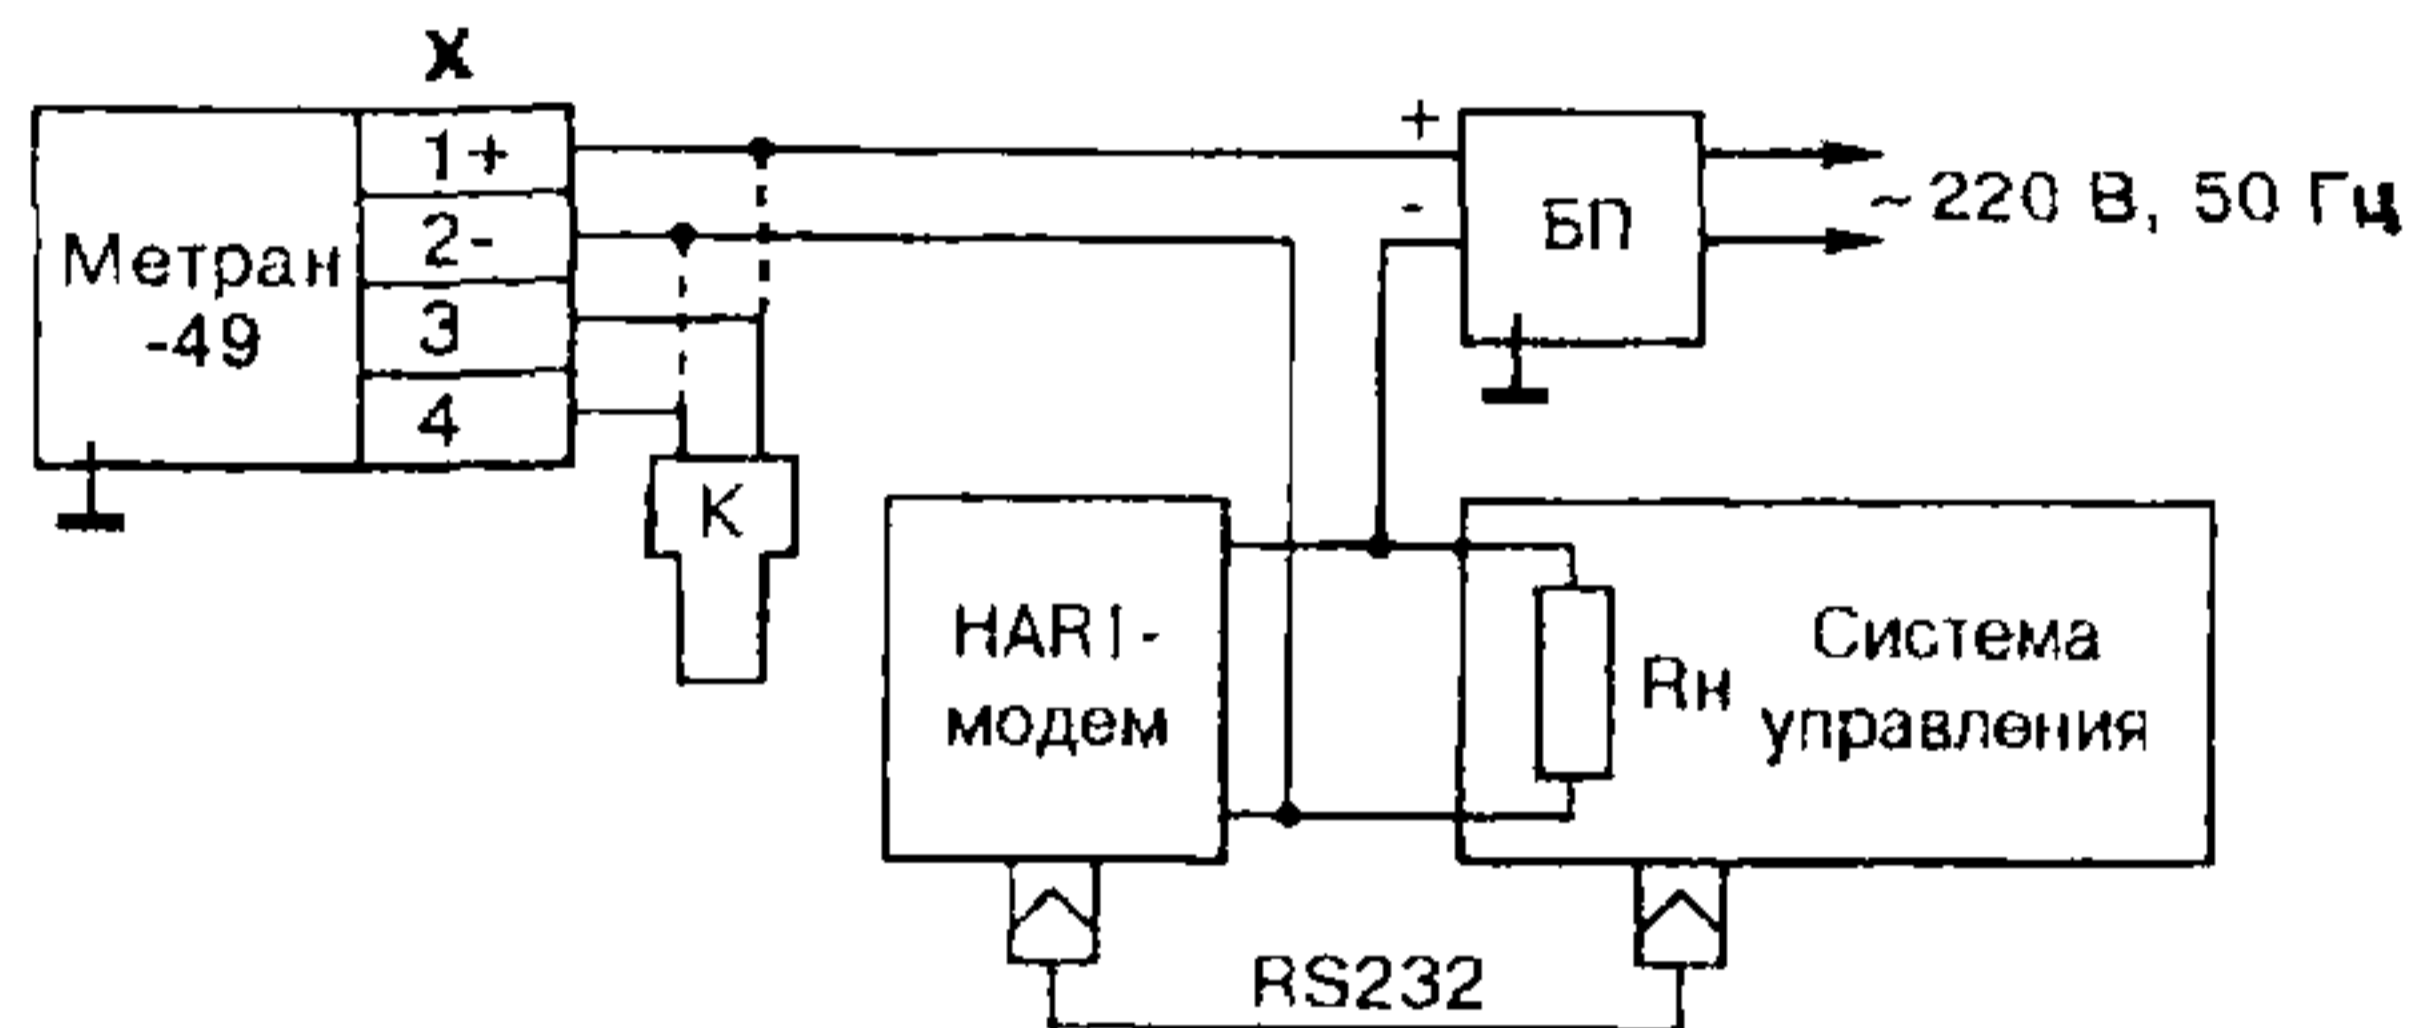 X
1+
2-
3
4
Метран
-49
К
+
-
БП
~220 В, 50 Гц
HART-
модем
Rн
Система
управления
RS232